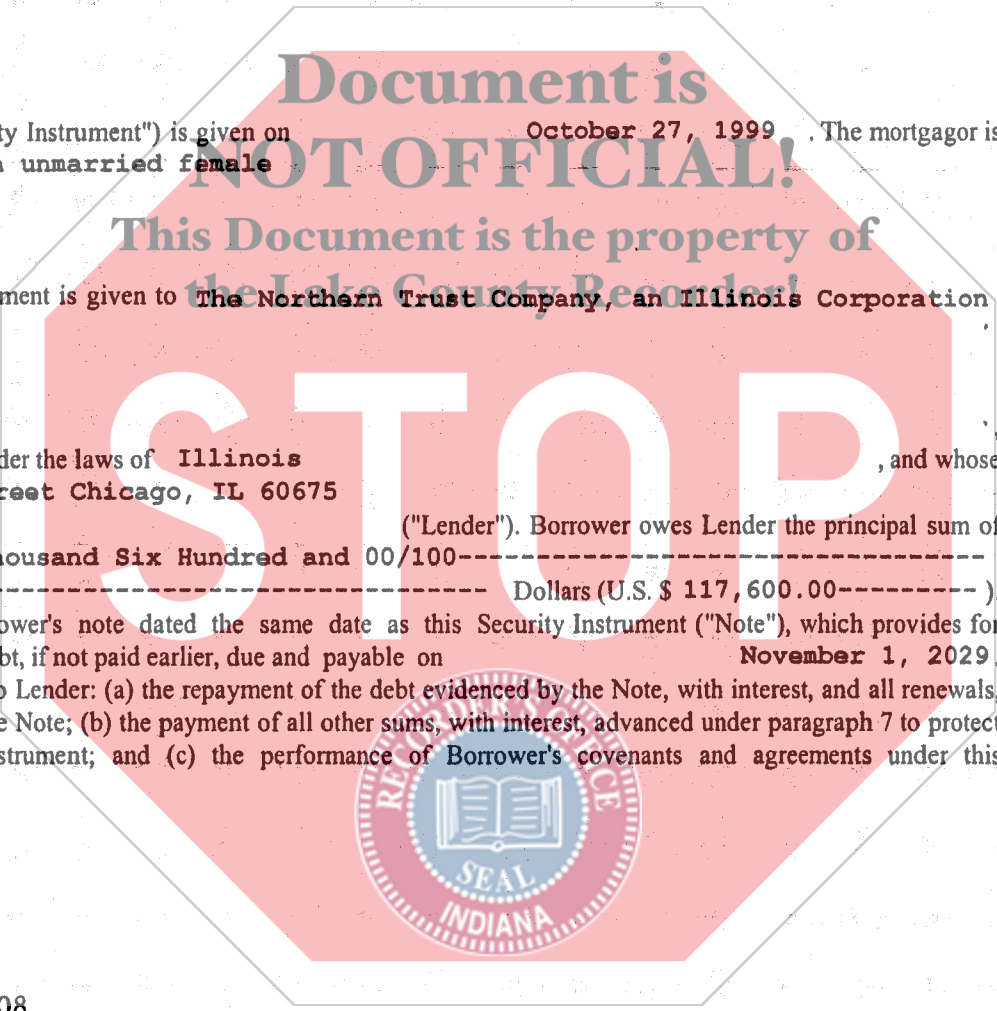 Document is
ty Instrument") is given on October 27, 1999 . The mortgagor is
unmarried female
NOT OFFICIAL!
This Document is the property of
the Lake County Recorder!
ment is given to The Northern Trust Company, an Illinois Corporation
,
STOP
der the laws of Illinois , and whose
reet Chicago, IL 60675
("Lender"). Borrower owes Lender the principal sum of
housand Six Hundred and 00/100----------------------------------
-------------------------------- Dollars (U.S. $ 117,600.00--------- ).
ower's note dated the same date as this Security Instrument ("Note"), which provides for
bt, if not paid earlier, due and payable on November 1, 2029.
o Lender: (a) the repayment of the debt evidenced by the Note, with interest, and all renewals,
e Note; (b) the payment of all other sums, with interest, advanced under paragraph 7 to protect
strument; and (c) the performance of Borrower's covenants and agreements under this
RECORDER'S OFFICE
SEAL
INDIANA
08